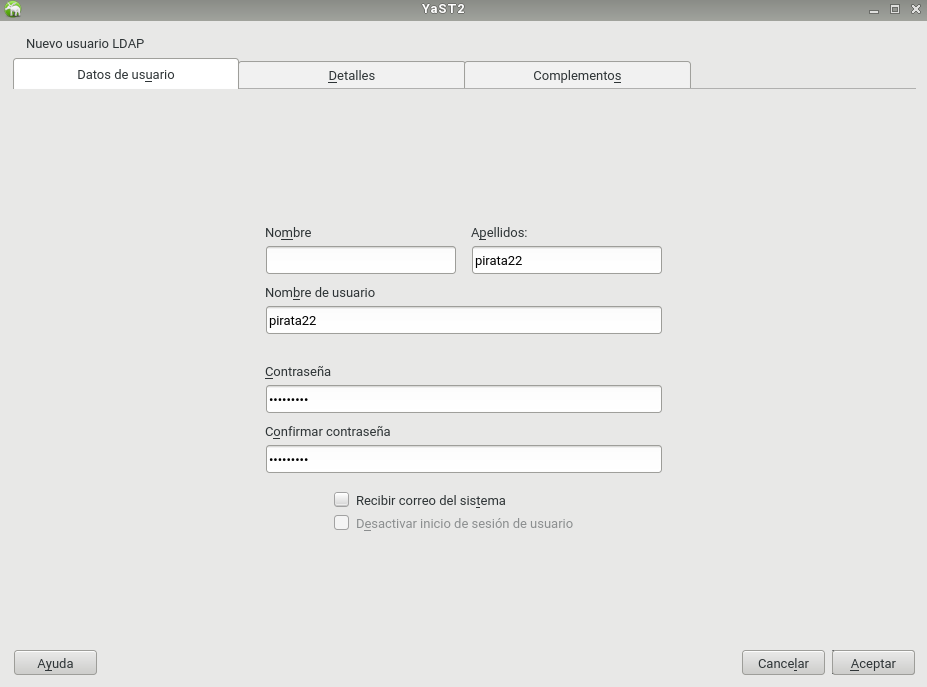 YaST2
Nuevo usuario LDAP
Datos de usuario
Detalles
Complementos
Nombre
Apellidos:
pirata22
Nombre de usuario
pirata22
Contraseña
•••••••••
Confirmar contraseña
•••••••••
Recibir correo del sistema
Desactivar inicio de sesión de usuario
Ayuda
Cancelar
Aceptar